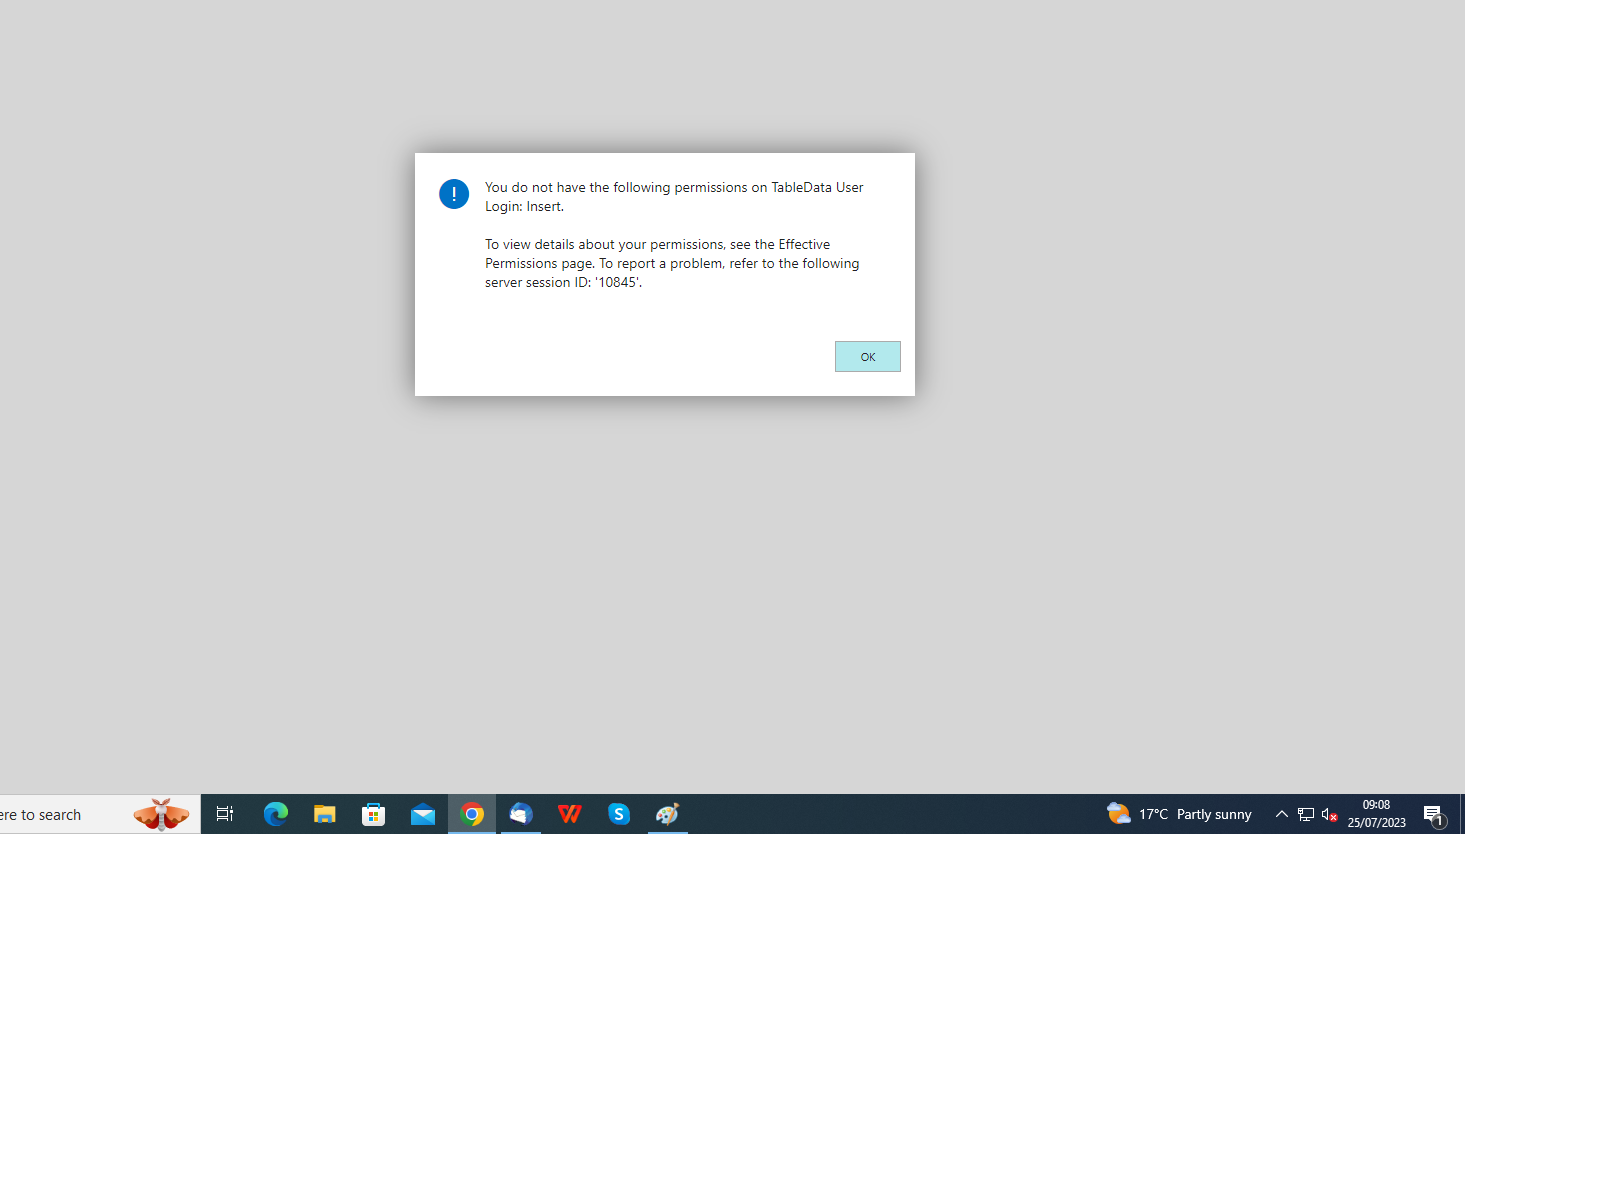 You do not have the following permissions on TableData User
Login: Insert.
To view details about your permissions, see the Effective
Permissions page. To report a problem, refer to the following
server session ID: '10845'.
OK
ere to search
S
17°C Partly sunny
09:08
25/07/2023
1